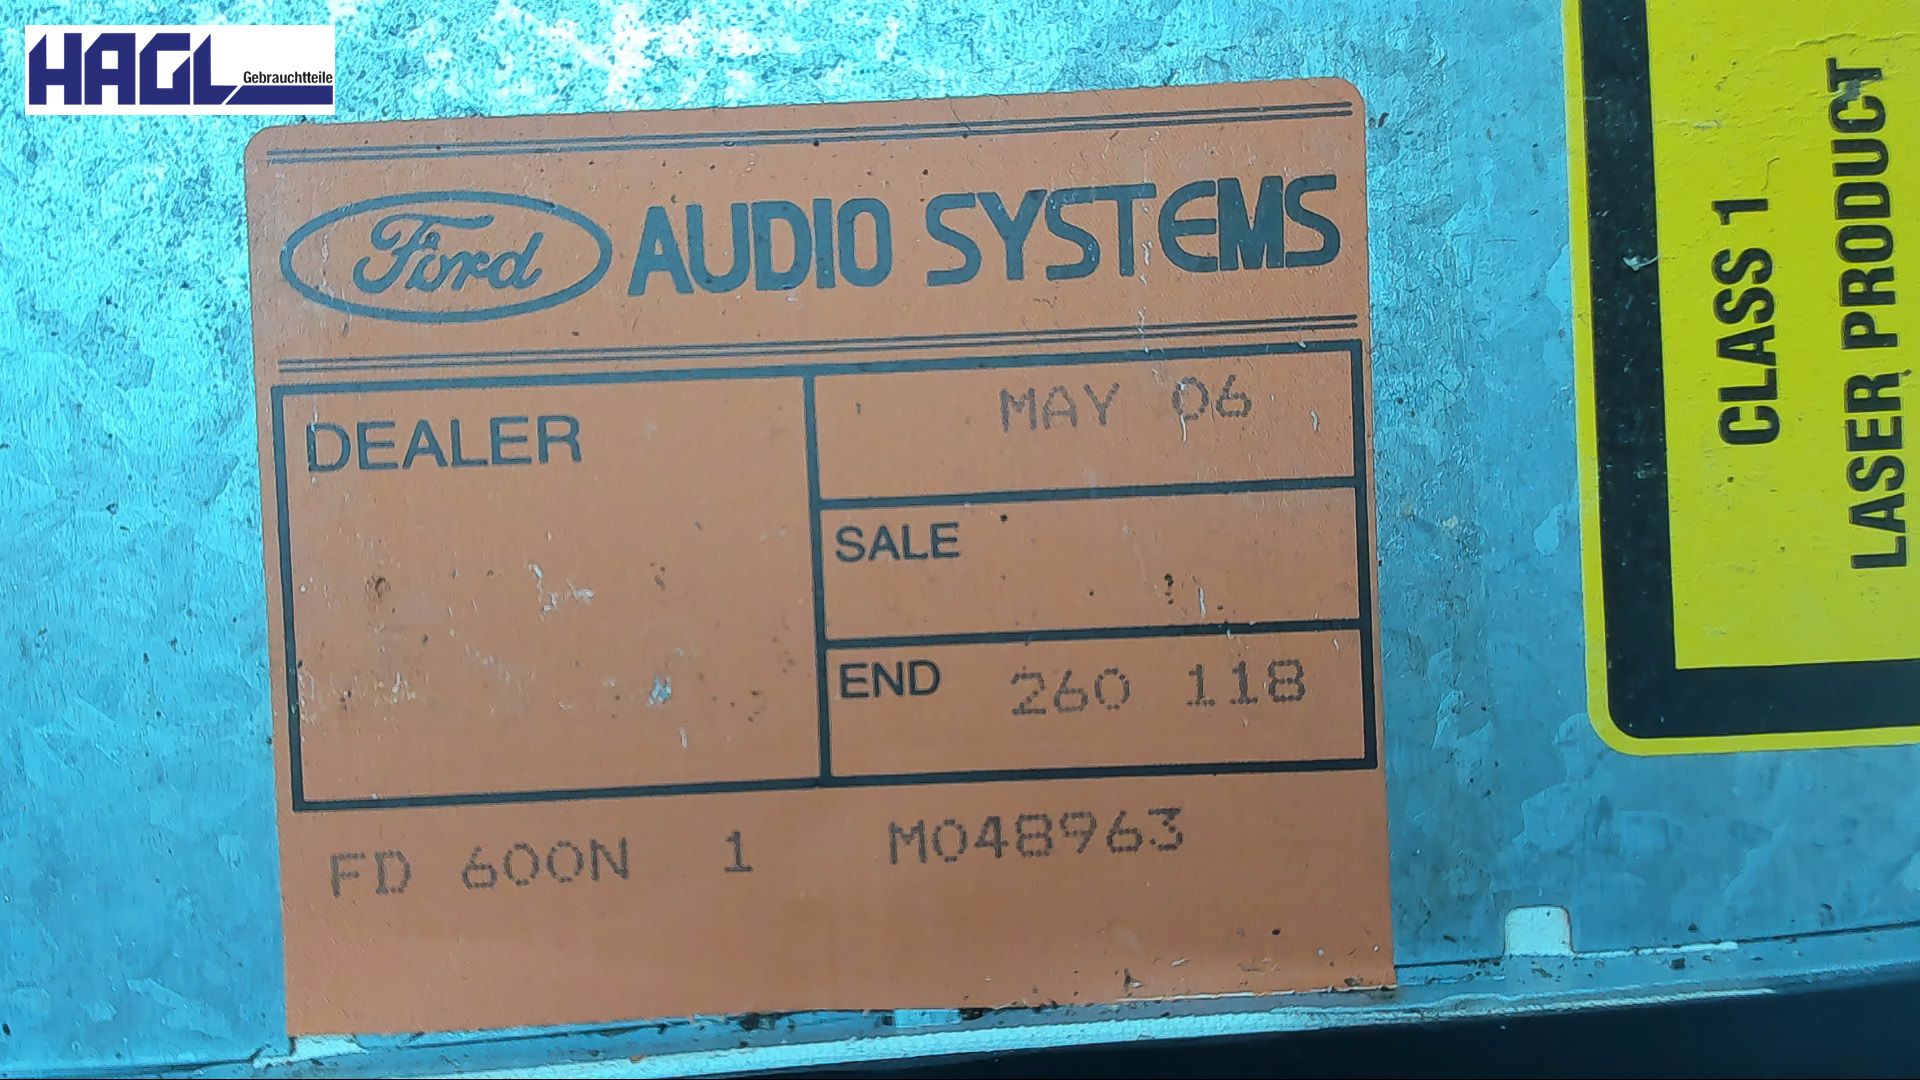 HAGL
Gebrauchtteile
Ford AUDIO SYSTEMS
DEALER
MAY 06
SALE
END 260 118
FD 600N 1 M048963
CLASS 1
LASER PRODUCT